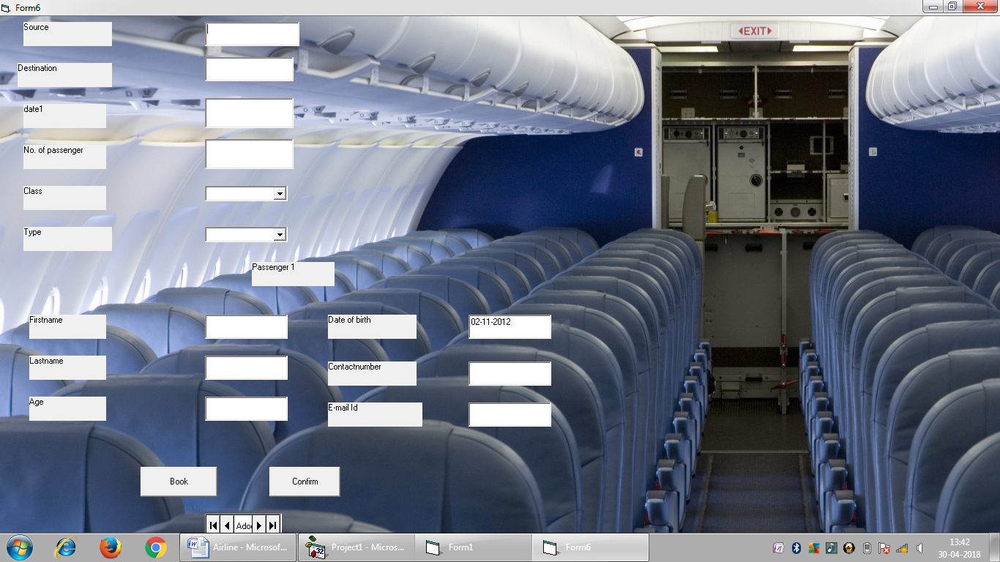 Form6
Source
EXIT
Destination
date1
No. of passenger
Class
Type
Passenger 1
Firstname
Date of birth
02-11-2012
Lastname
Contactnumber
Age
E-mail Id
Book
Confirm
Airline - Microsof...
Project1 - Micros...
Form1
Form6
13:42
30-04-2018